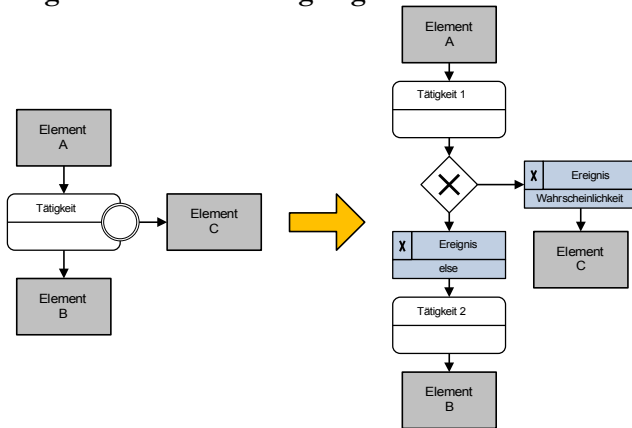 Element
A
Tätigkeit
Element
C
Element
B
Element
A
Tätigkeit 1
X Ereignis
Wahrscheinlichkeit
X Ereignis
else
Element
C
Tätigkeit 2
Element
B